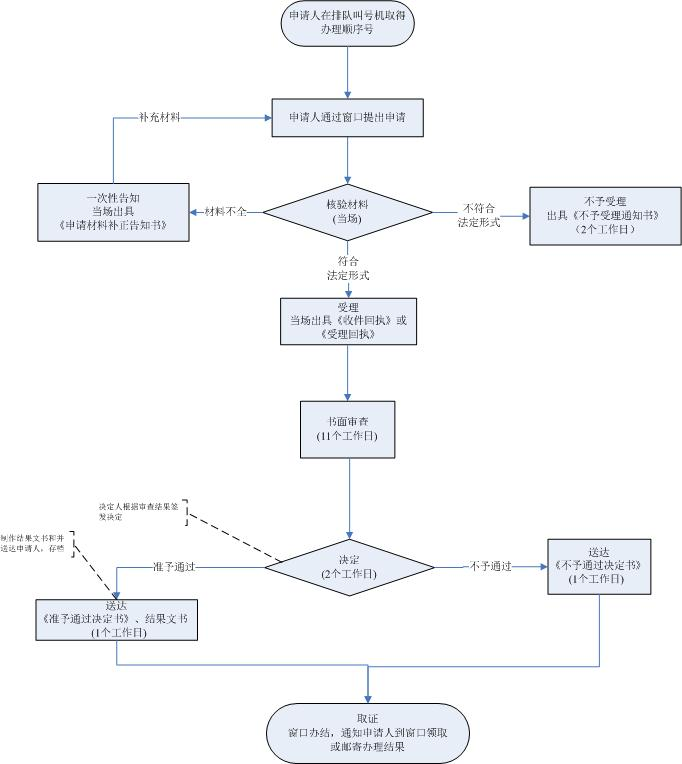 申请人在排队叫号机取得
办理顺序号
申请人通过窗口提出申请
补充材料
一次性告知
当场出具
《申请材料补正告知书》
材料不全
核验材料
(当场)
不符合
法定形式
不予受理
出具《不予受理通知书》
（2个工作日）
符合
法定形式
受理
当场出具《收件回执》或
《受理回执》
书面审查
(11个工作日)
决定人根据审查结果签
发决定
制作结果文书和并
送达申请人，存档
准予通过
决定
(2个工作日)
不予通过
送达
《不予通过决定书》
(1个工作日)
送达
《准予通过决定书》、结果文书
(1个工作日)
取证
窗口办结，通知申请人到窗口领取
或邮寄办理结果